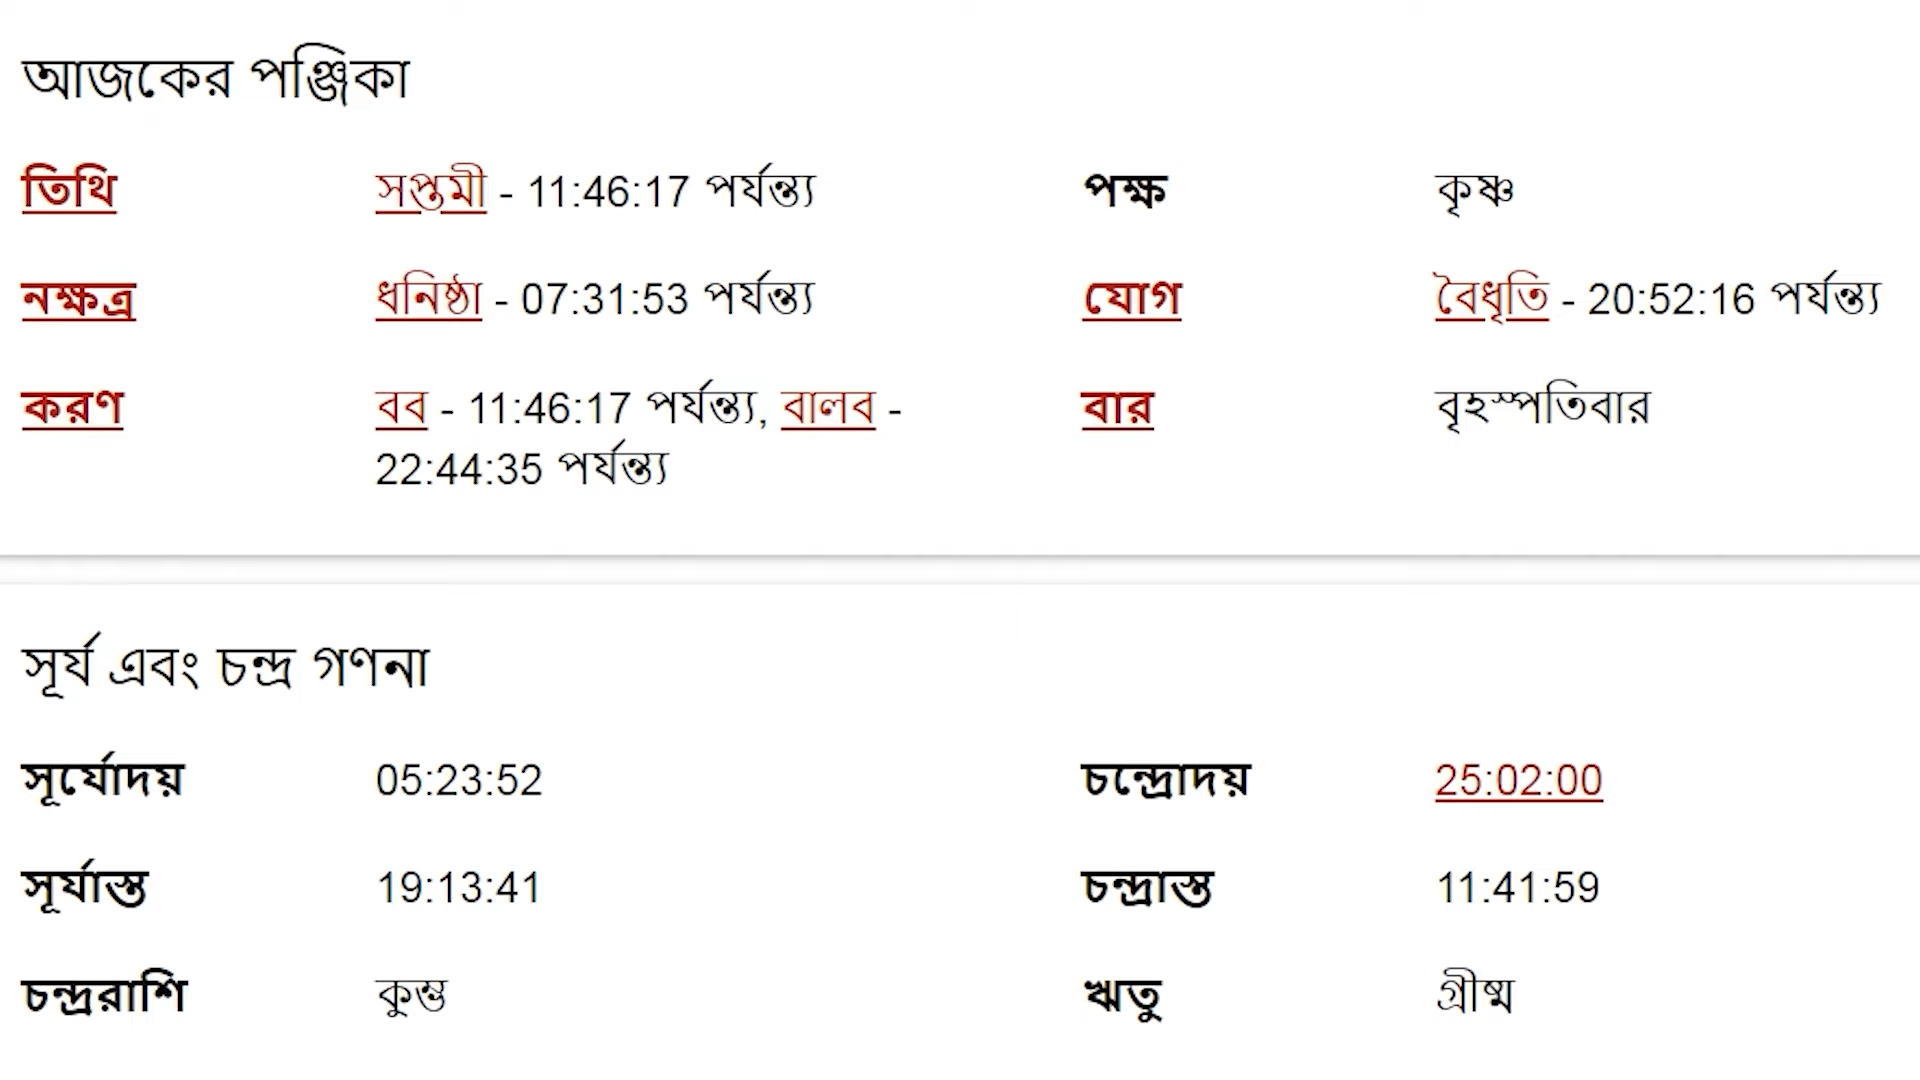 আজকের পঞ্জিকা
তিথি সপ্তমী - 11:46:17 পর্যন্ত্য পক্ষ কৃষ্ণ
নক্ষত্র ধনিষ্ঠা - 07:31:53 পর্যন্ত্য যোগ বৈধৃতি - 20:52:16 পর্যন্ত্য
করণ বব - 11:46:17 পর্যন্ত্য, বালব - বার বৃহস্পতিবার
22:44:35 পর্যন্ত্য
সূর্য এবং চন্দ্র গণনা
সূর্যোদয় 05:23:52 চন্দ্রোদয় 25:02:00
সূর্যাস্ত 19:13:41 চন্দ্রাস্ত 11:41:59
চন্দ্ররাশি কুম্ভ ঋতু গ্রীষ্ম